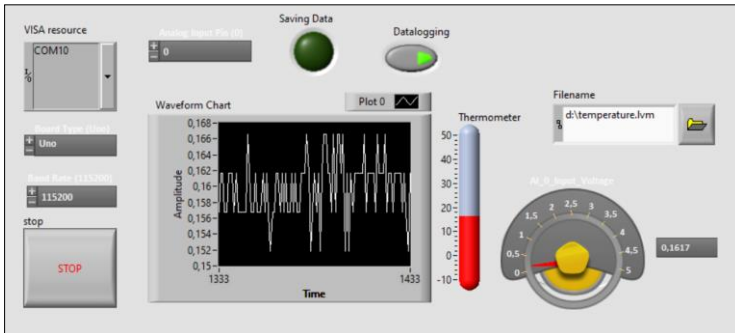 VISA resource
COM10
Analog Input Pin (0)
0
Saving Data
Datalogging
Board Type (Uno)
Uno
Baud Rate (115200)
115200
stop
STOP
Waveform Chart
Plot 0
Amplitude
0,168
0,166
0,164
0,162
0,16
0,158
0,156
0,154
0,152
0,15
1333
1433
Time
Thermometer
50
40
30
20
10
0
-10
Filename
d:\temperature.lvm
AI_0_Input_Voltage
0
0,5
1
1,5
2
2,5
3
3,5
4
4,5
5
0,1617